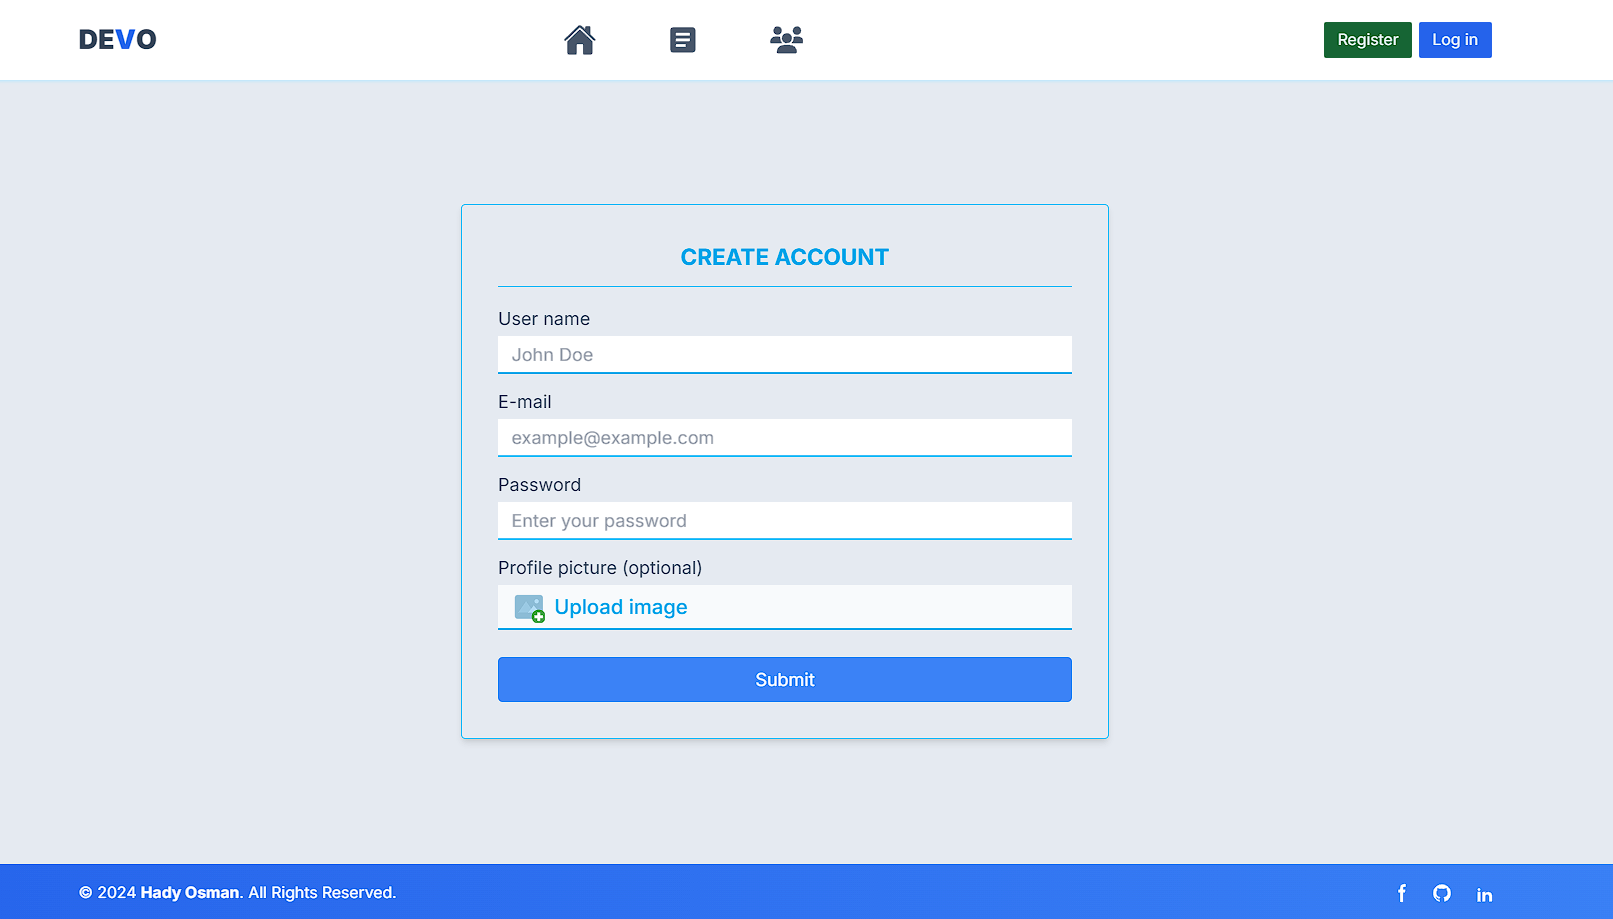 DEVO
Register
Log in
CREATE ACCOUNT
User name
John Doe
E-mail
example@example.com
Password
Enter your password
Profile picture (optional)
Upload image
Submit
© 2024 Hady Osman. All Rights Reserved.